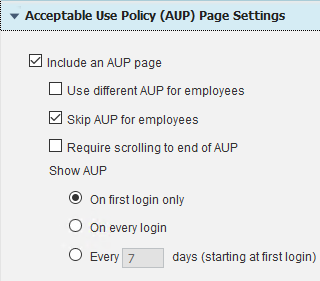 Acceptable Use Policy (AUP) Page Settings
Include an AUP page
Use different AUP for employees
Skip AUP for employees
Require scrolling to end of AUP
Show AUP
On first login only
On every login
Every 7 days (starting at first login)